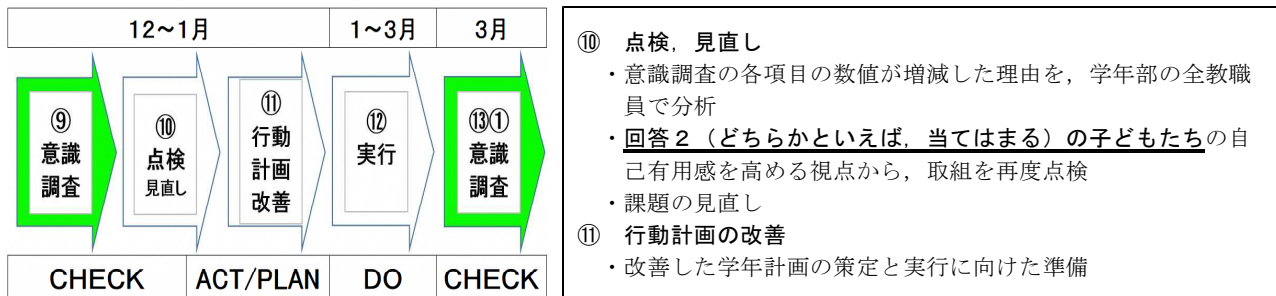 12~1月
1~3月
3月
⑨
意識
調査
⑩
点検
見直し
⑪
行動
計画
改善
⑫
実行
⑬①
意識
調査
CHECK
ACT/PLAN
DO
CHECK
⑩ 点検，見直し
・意識調査の各項目の数値が増減した理由を，学年部の全教職
員で分析
・回答２（どちらかといえば，当てはまる）の子どもたちの自
己有用感を高める視点から，取組を再度点検
・課題の見直し
⑪ 行動計画の改善
・改善した学年計画の策定と実行に向けた準備